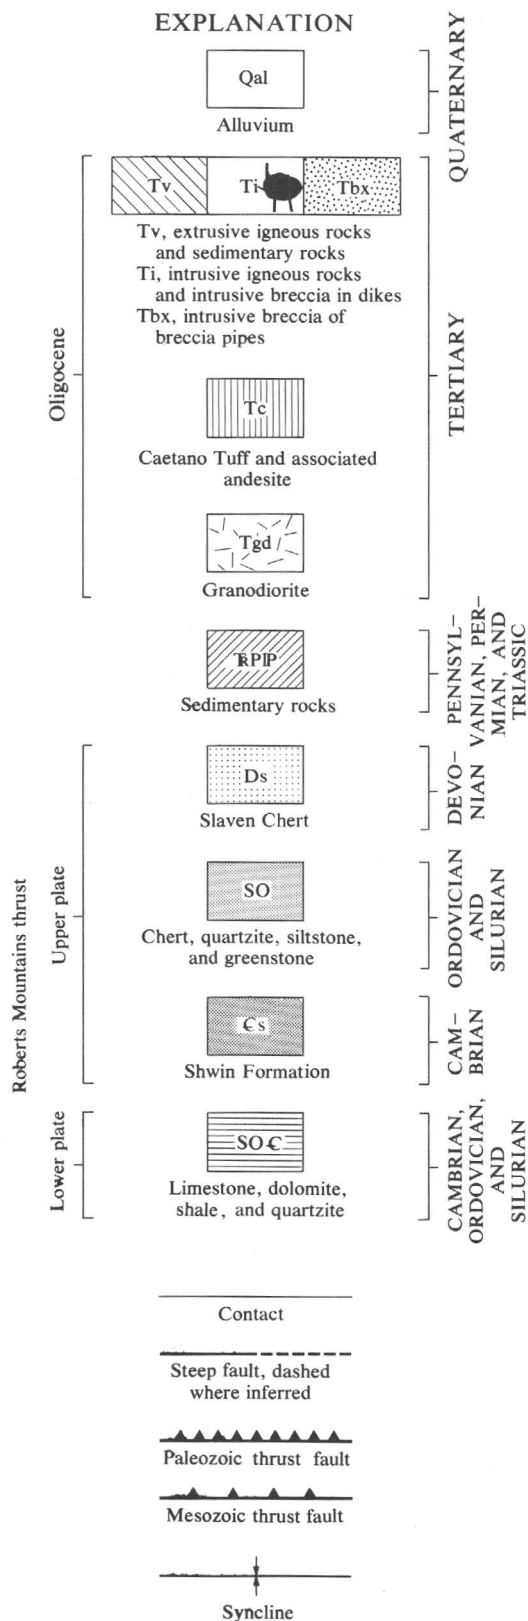 EXPLANATION
Qal
Alluvium
QUATERNARY
Tv
Ti
Tbx
Tv, extrusive igneous rocks
and sedimentary rocks
Ti, intrusive igneous rocks
and intrusive breccia in dikes
Tbx, intrusive breccia of
breccia pipes
Oligocene
TERTIARY
Tc
Caetano Tuff and associated
andesite
Tgd
Granodiorite
Sedimentary rocks
PENNSYL–
VANIAN, PER–
MIAN, AND
TRIASSIC
Ds
Slaven Chert
DEVO–
NIAN
SO
Chert, quartzite, siltstone,
and greenstone
ORDOVICIAN
AND
SILURIAN
Roberts Mountains thrust
Upper plate
Є s
Shwin Formation
CAM–
BRIAN
Lower plate
SO Є
Limestone, dolomite,
shale, and quartzite
CAMBRIAN,
ORDOVICIAN,
AND
SILURIAN
Contact
Steep fault, dashed
where inferred
Paleozoic thrust fault
Mesozoic thrust fault
Syncline